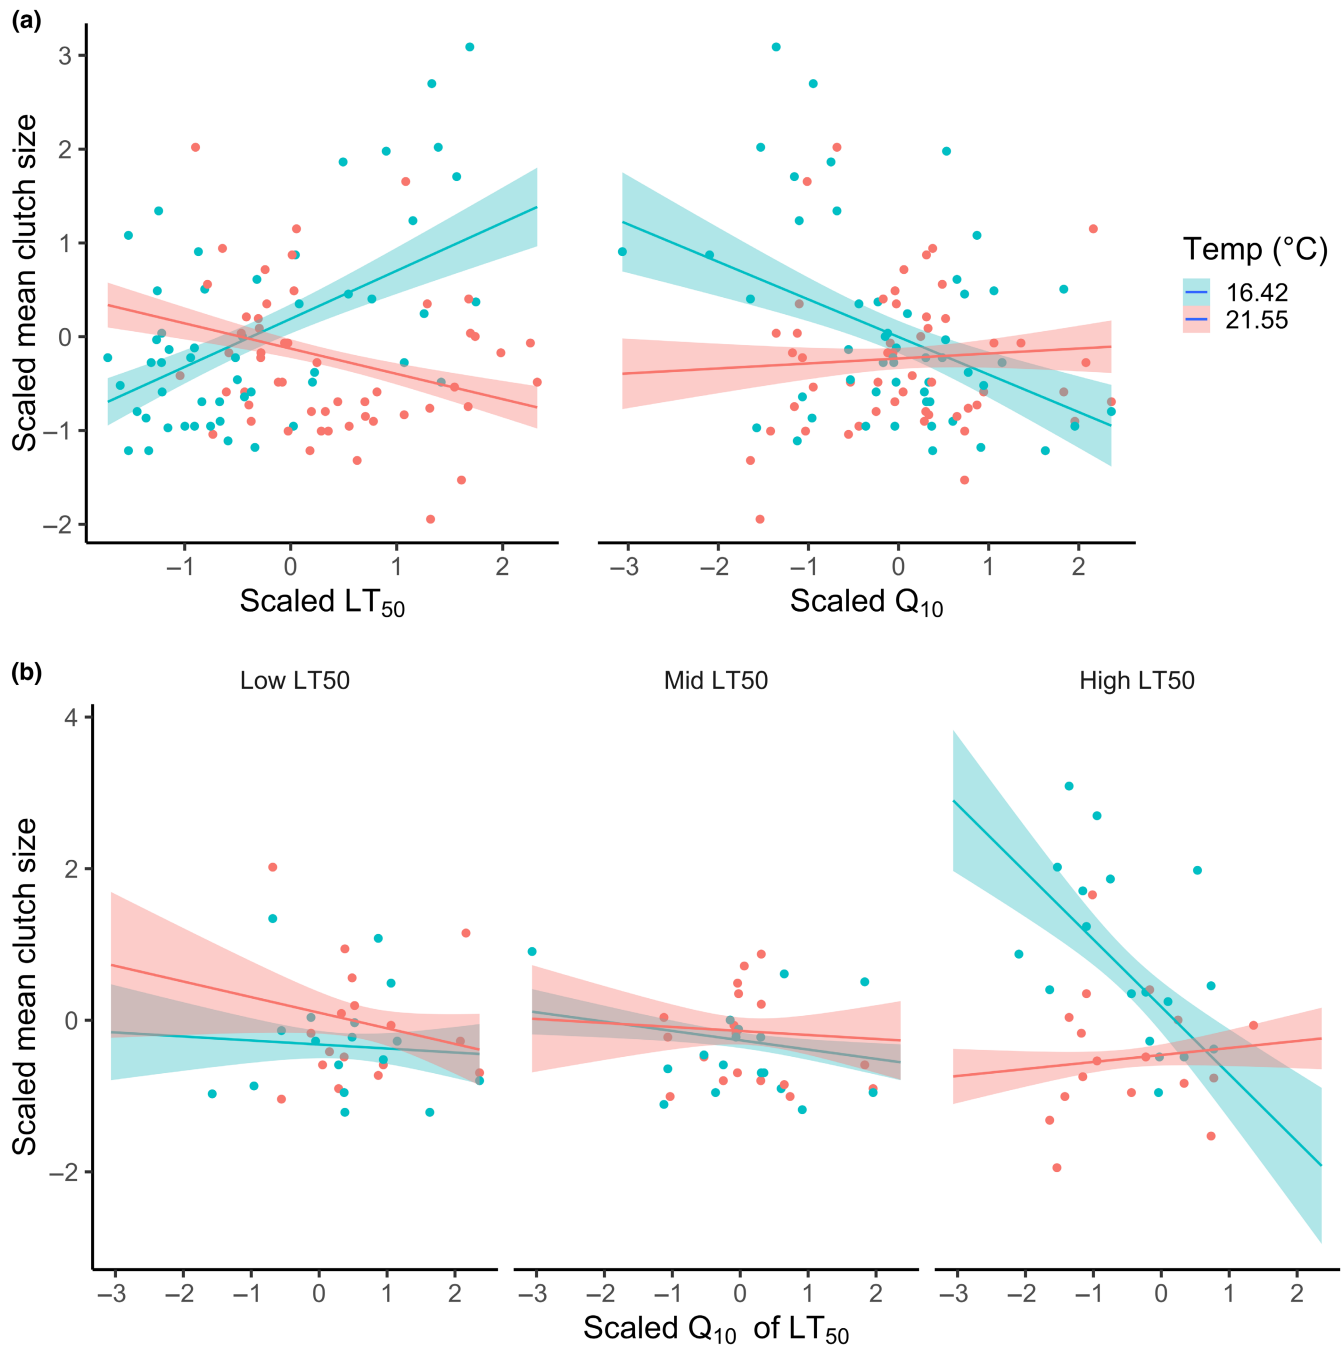 (a)
3
2
1
0
–1
–2
Scaled mean clutch size
–1 0 1 2
Scaled LT50
–3 –2 –1 0 1 2
Scaled Q10
Temp (°C)
16.42
21.55
(b)
Low LT50 Mid LT50 High LT50
4
2
0
–2
Scaled mean clutch size
–3 –2 –1 0 1 2 –3 –2 –1 0 1 2 –3 –2 –1 0 1 2
Scaled Q10 of LT50